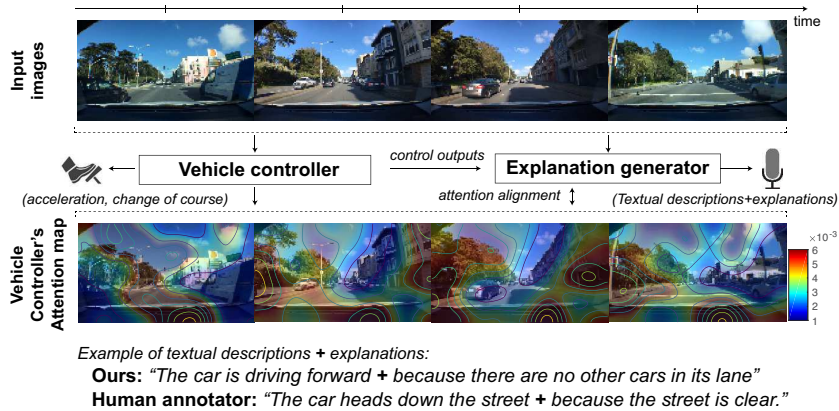 time
Input
images
Vehicle controller
control outputs
Explanation generator
(acceleration, change of course)
attention alignment
(Textual descriptions+explanations)
Vehicle
Controller's
Attention map
×10⁻³
6
5
4
3
2
1
Example of textual descriptions + explanations:
Ours: “The car is driving forward + because there are no other cars in its lane”
Human annotator: “The car heads down the street + because the street is clear.”